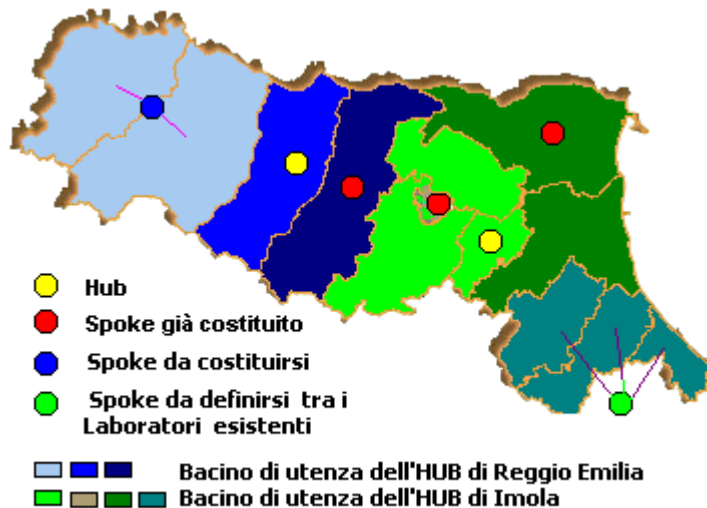 Hub
Spoke già costituito
Spoke da costituirsi
Spoke da definirsi tra i
Laboratori esistenti
Bacino di utenza dell'HUB di Reggio Emilia
Bacino di utenza dell'HUB di Imola